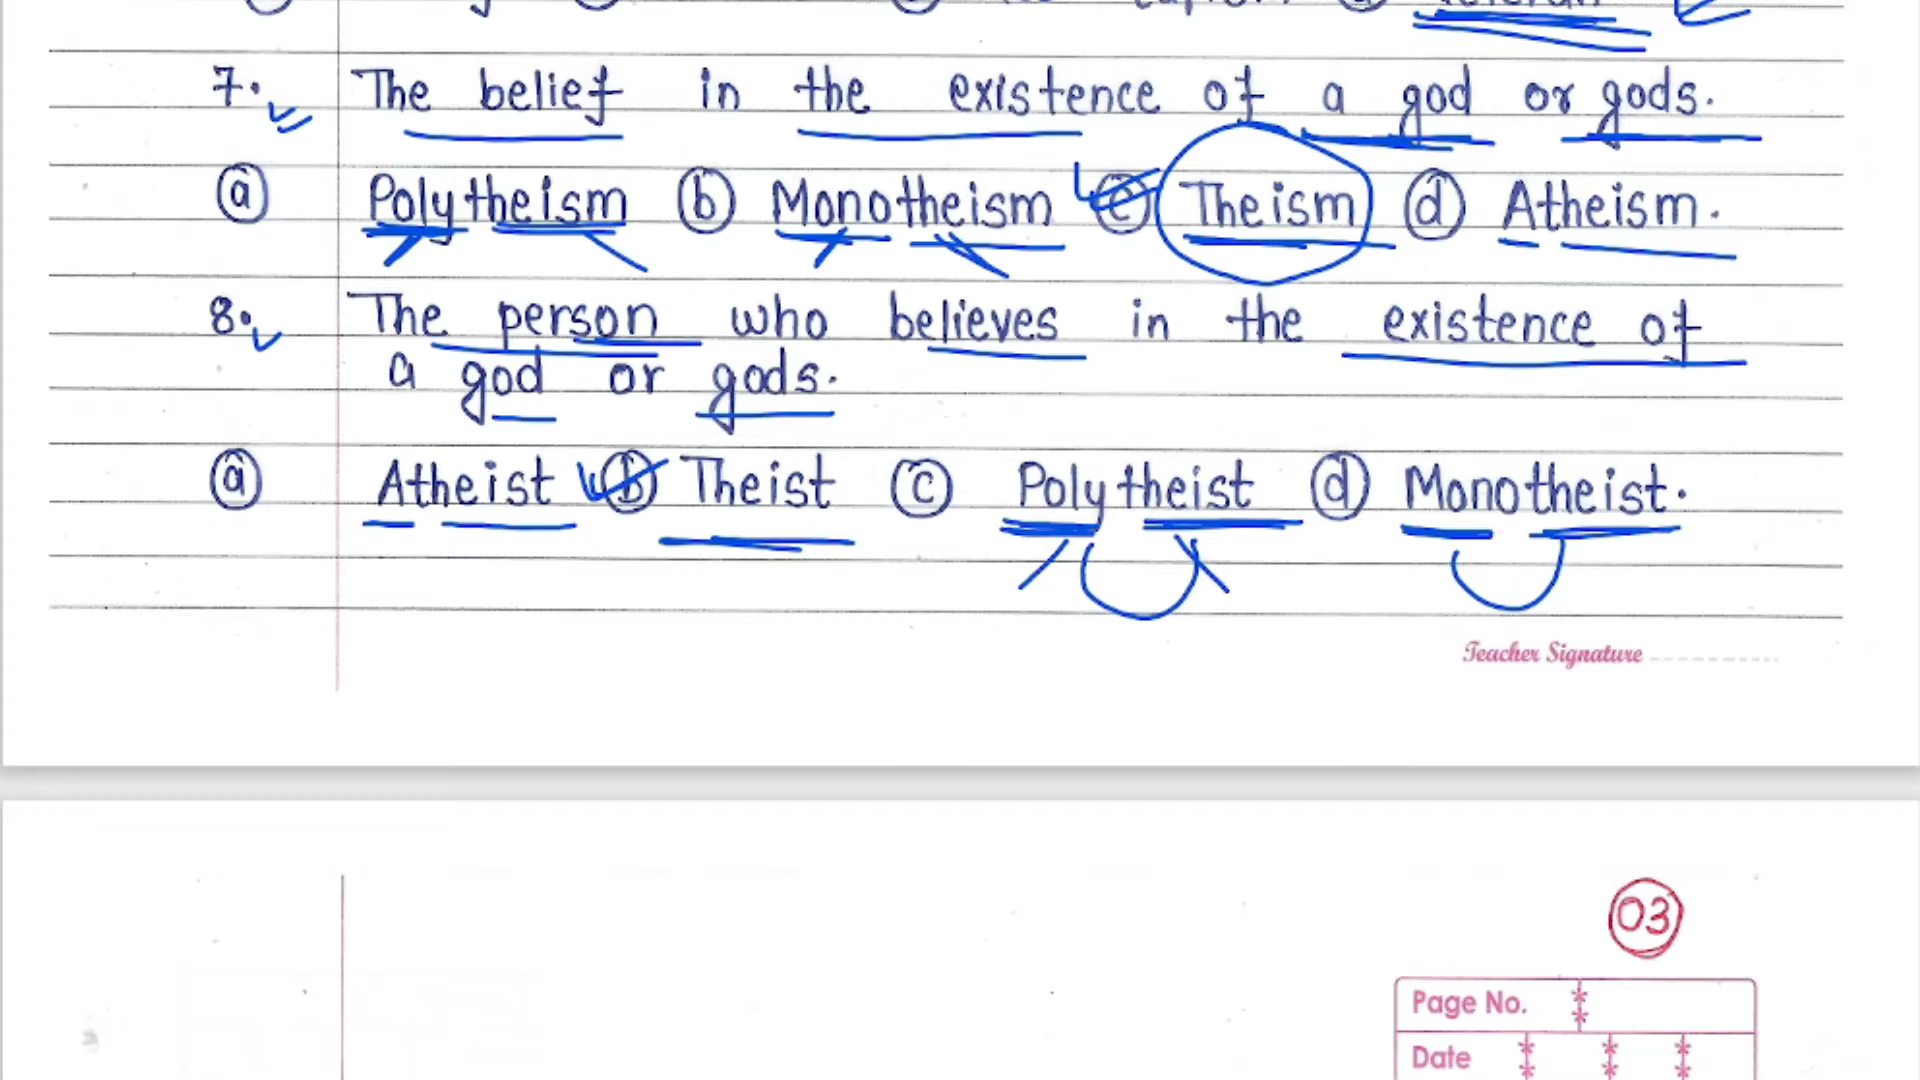 7. The belief in the existence of a god or gods.
ⓐ Polytheism ⓑ Monotheism ⓒ Theism ⓓ Atheism.
8. The person who believes in the existence of
a god or gods.
ⓐ Atheist ⓑ Theist ⓒ Polytheist ⓓ Monotheist.
Teacher Signature
03
Page No.
Date